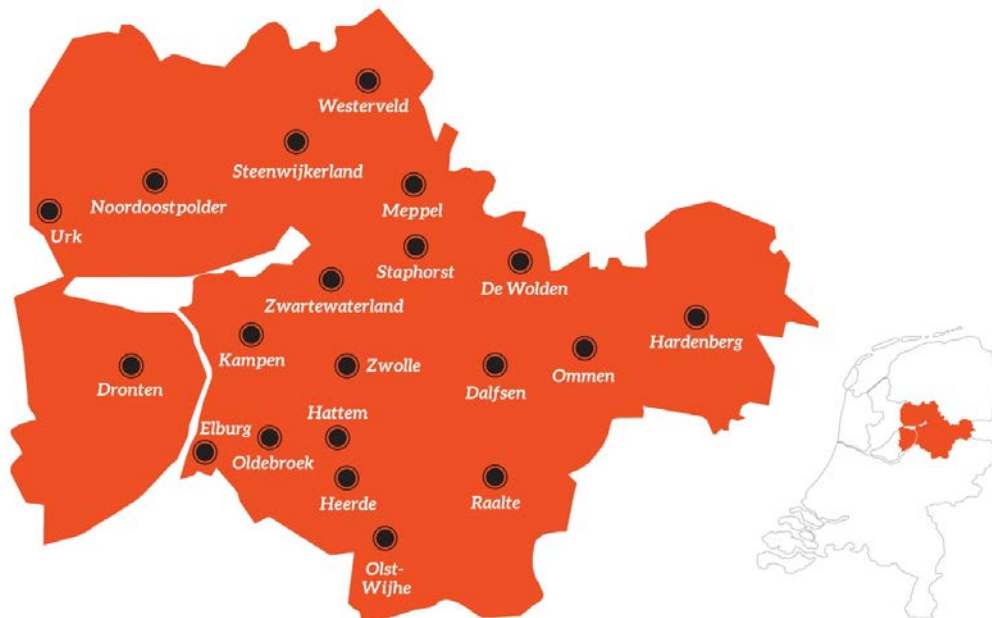 Westerveld
Steenwijkerland
Noordoostpolder
Meppel
Urk
Staphorst
De Wolden
Zwartewaterland
Hardenberg
Kampen
Zwolle
Ommen
Dronten
Dalfsen
Hattem
Elburg
Oldebroek
Heerde
Raalte
Olst-
Wijhe